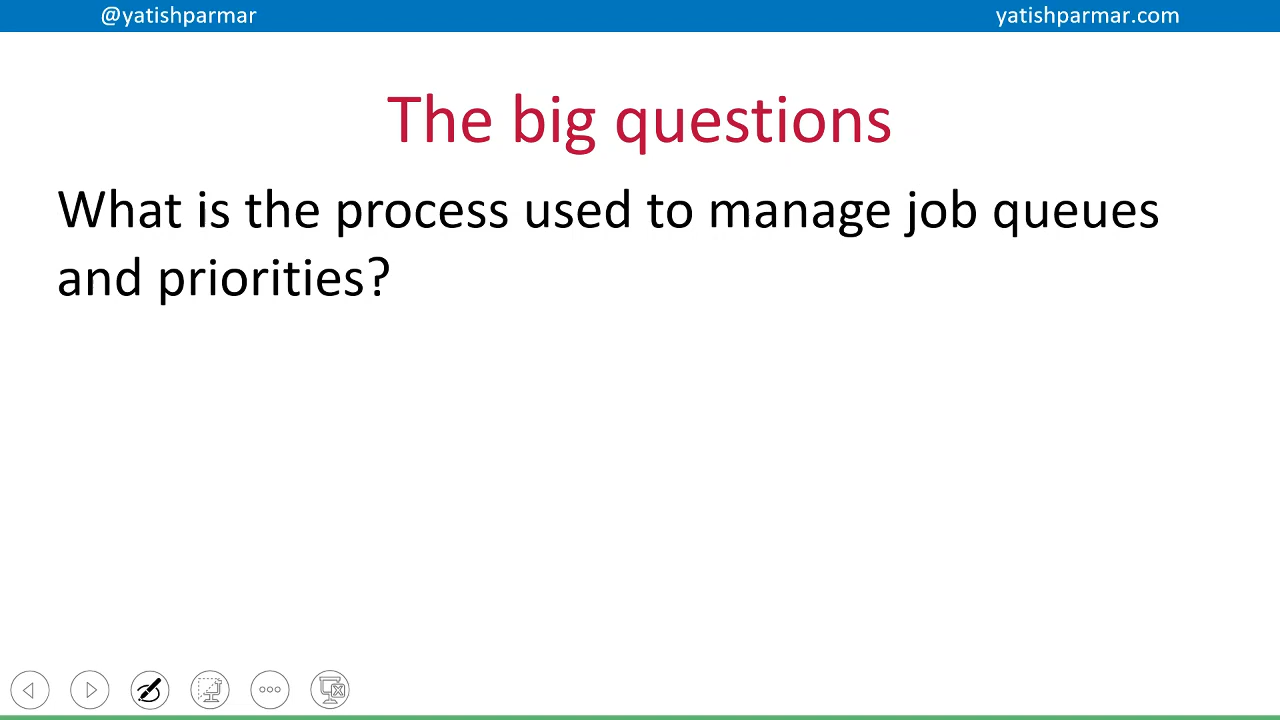 @yatishparmar
yatishparmar.com
The big questions
What is the process used to manage job queues
and priorities?